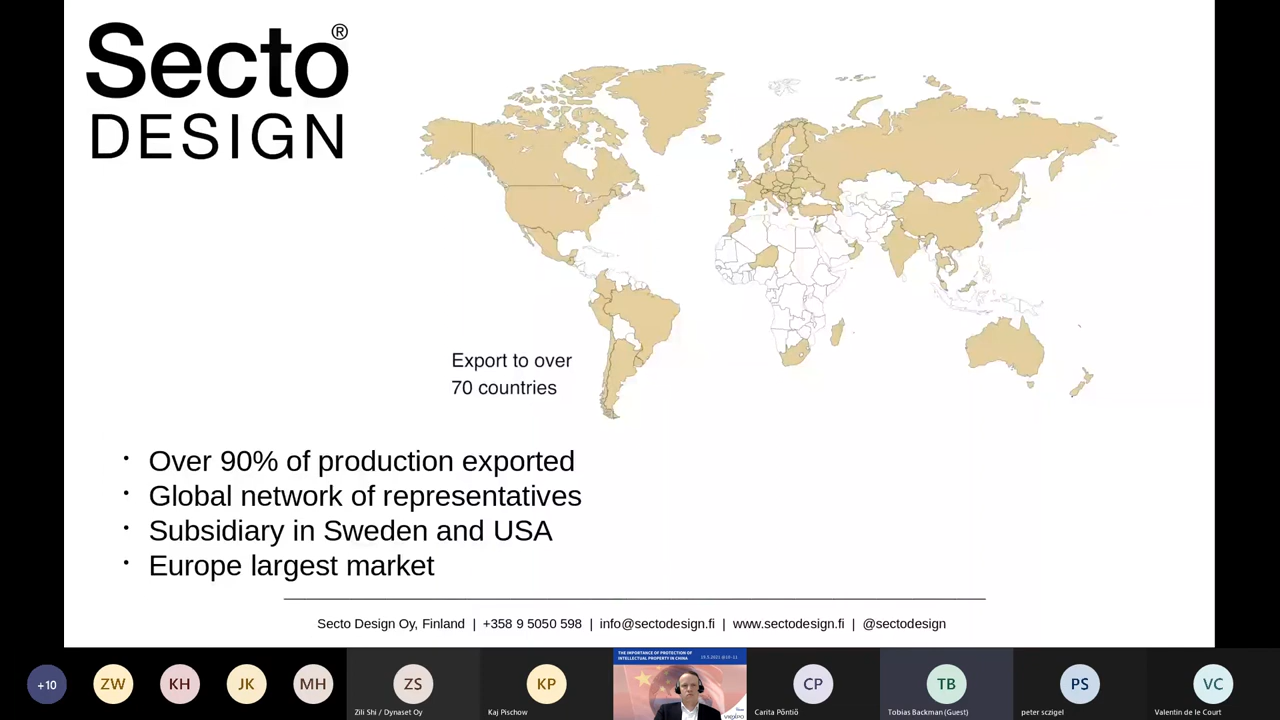 Secto®
DESIGN
Export to over
70 countries
• Over 90% of production exported
• Global network of representatives
• Subsidiary in Sweden and USA
• Europe largest market
Secto Design Oy, Finland | +358 9 5050 598 | info@sectodesign.fi | www.sectodesign.fi | @sectodesign
THE IMPORTANCE OF PROTECTION OF
INTELLECTUAL PROPERTY IN CHINA
+10
ZW
KH
JK
MH
ZS
KP
CP
TB
PS
VC
Zili Shi / Dynaset Oy
Kaj Pischow
Carita Pöntiö
Tobias Backman (Guest)
peter sczigel
Valentin de le Court